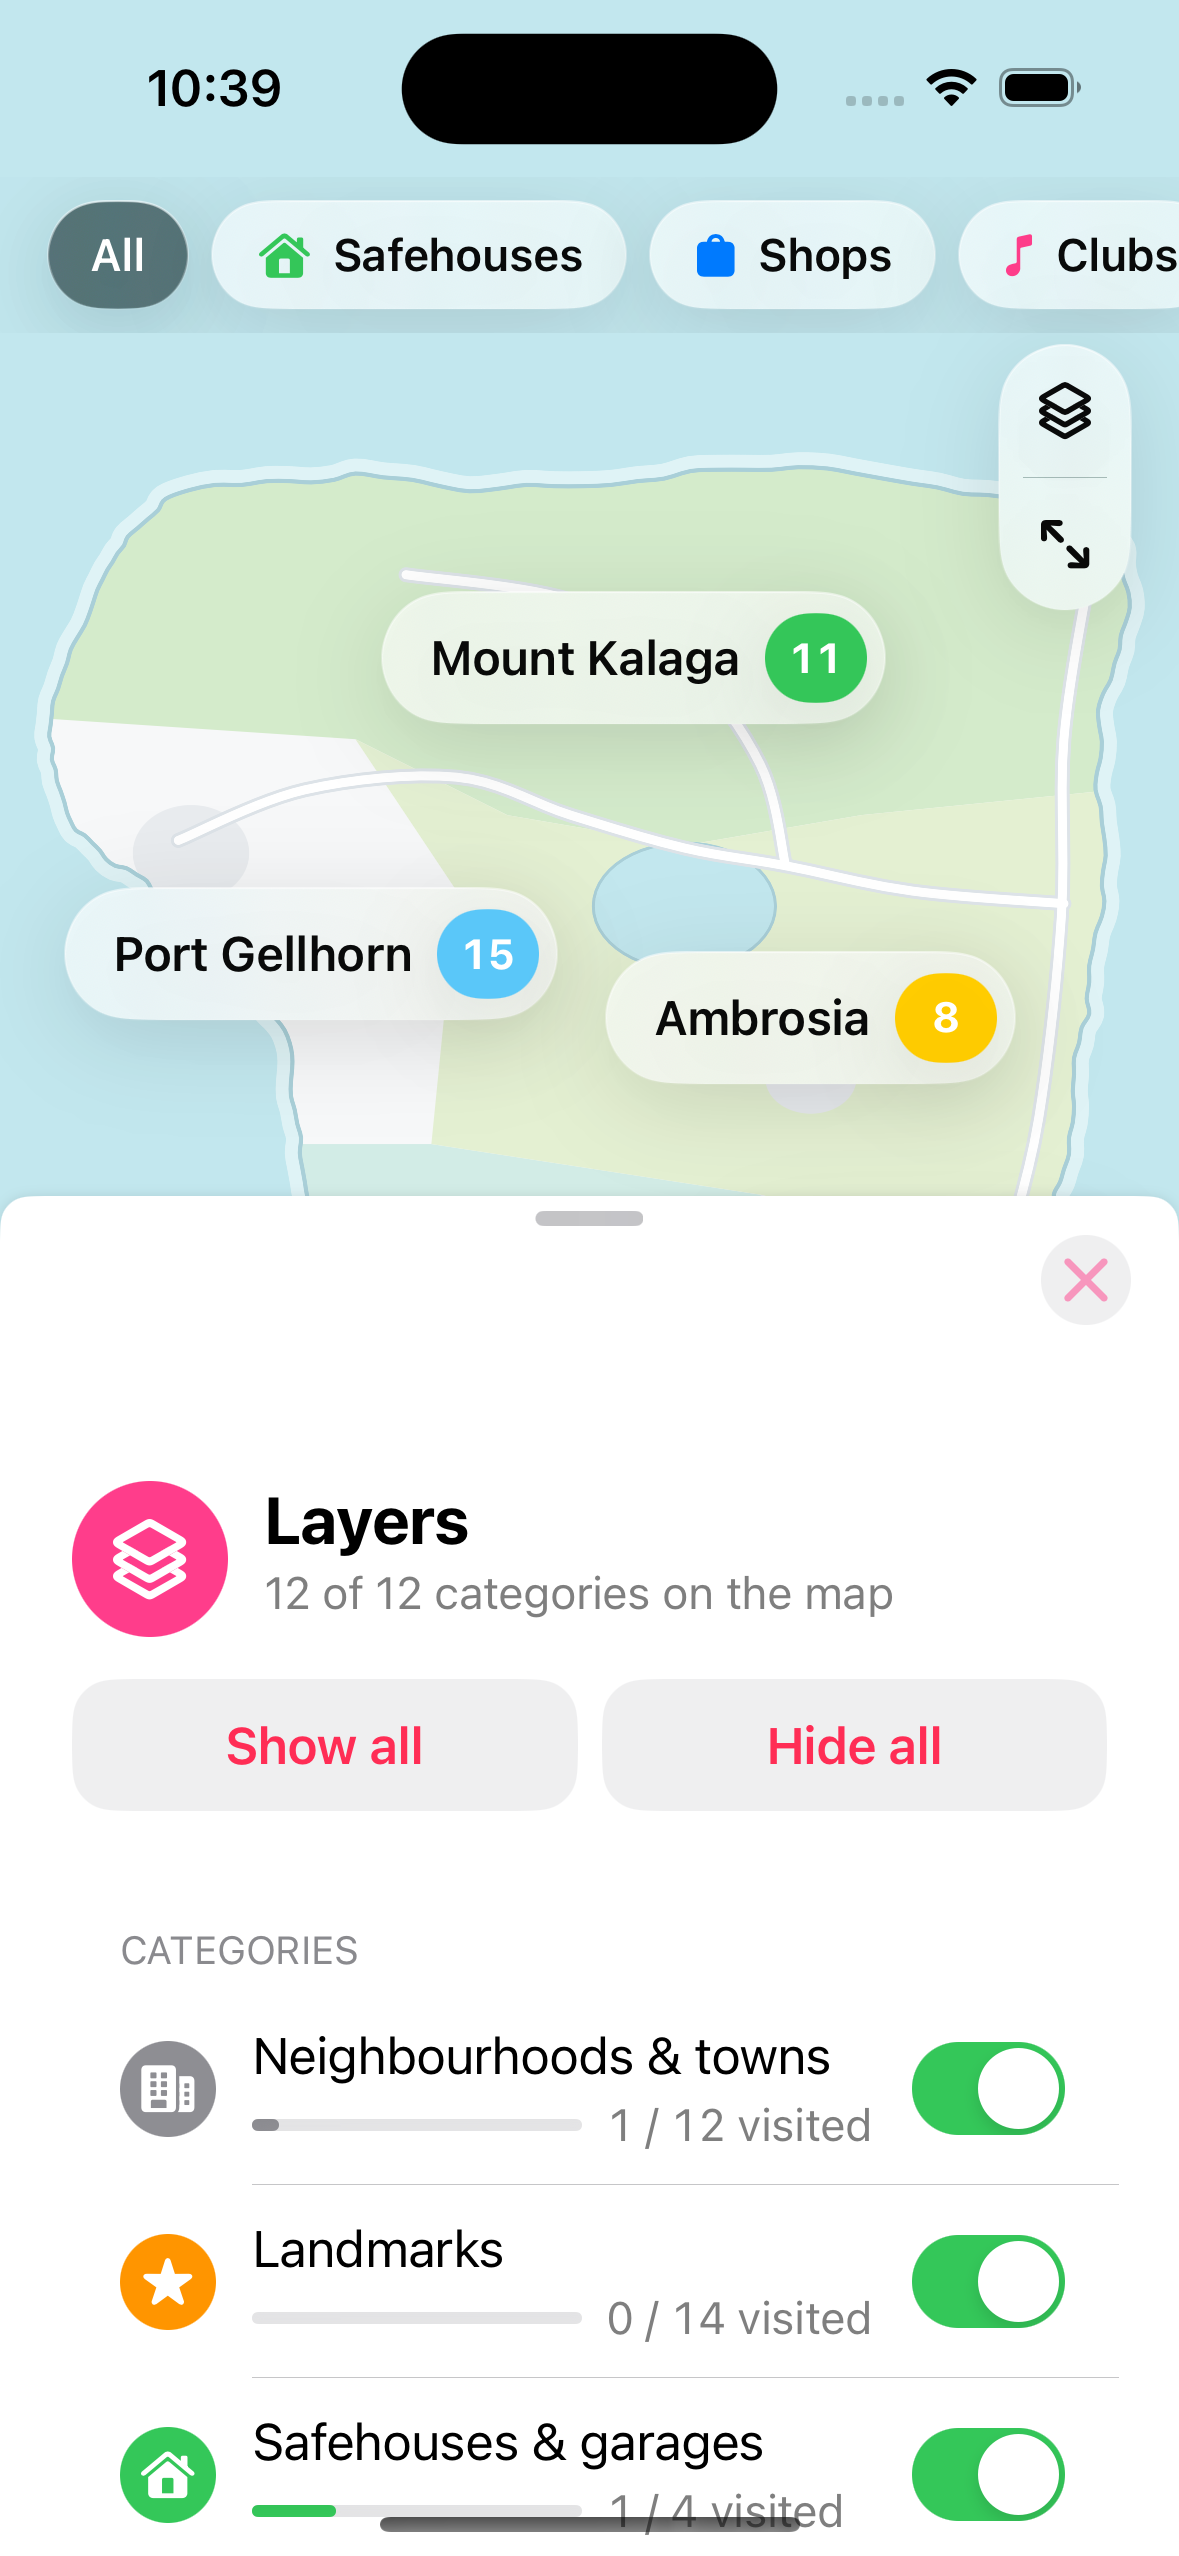 10:39
All
Safehouses
Shops
Clubs
Mount Kalaga 11
Port Gellhorn 15
Ambrosia 8
Layers
12 of 12 categories on the map
Show all
Hide all
CATEGORIES
Neighbourhoods & towns
1 / 12 visited
Landmarks
0 / 14 visited
Safehouses & garages
1 / 4 visited